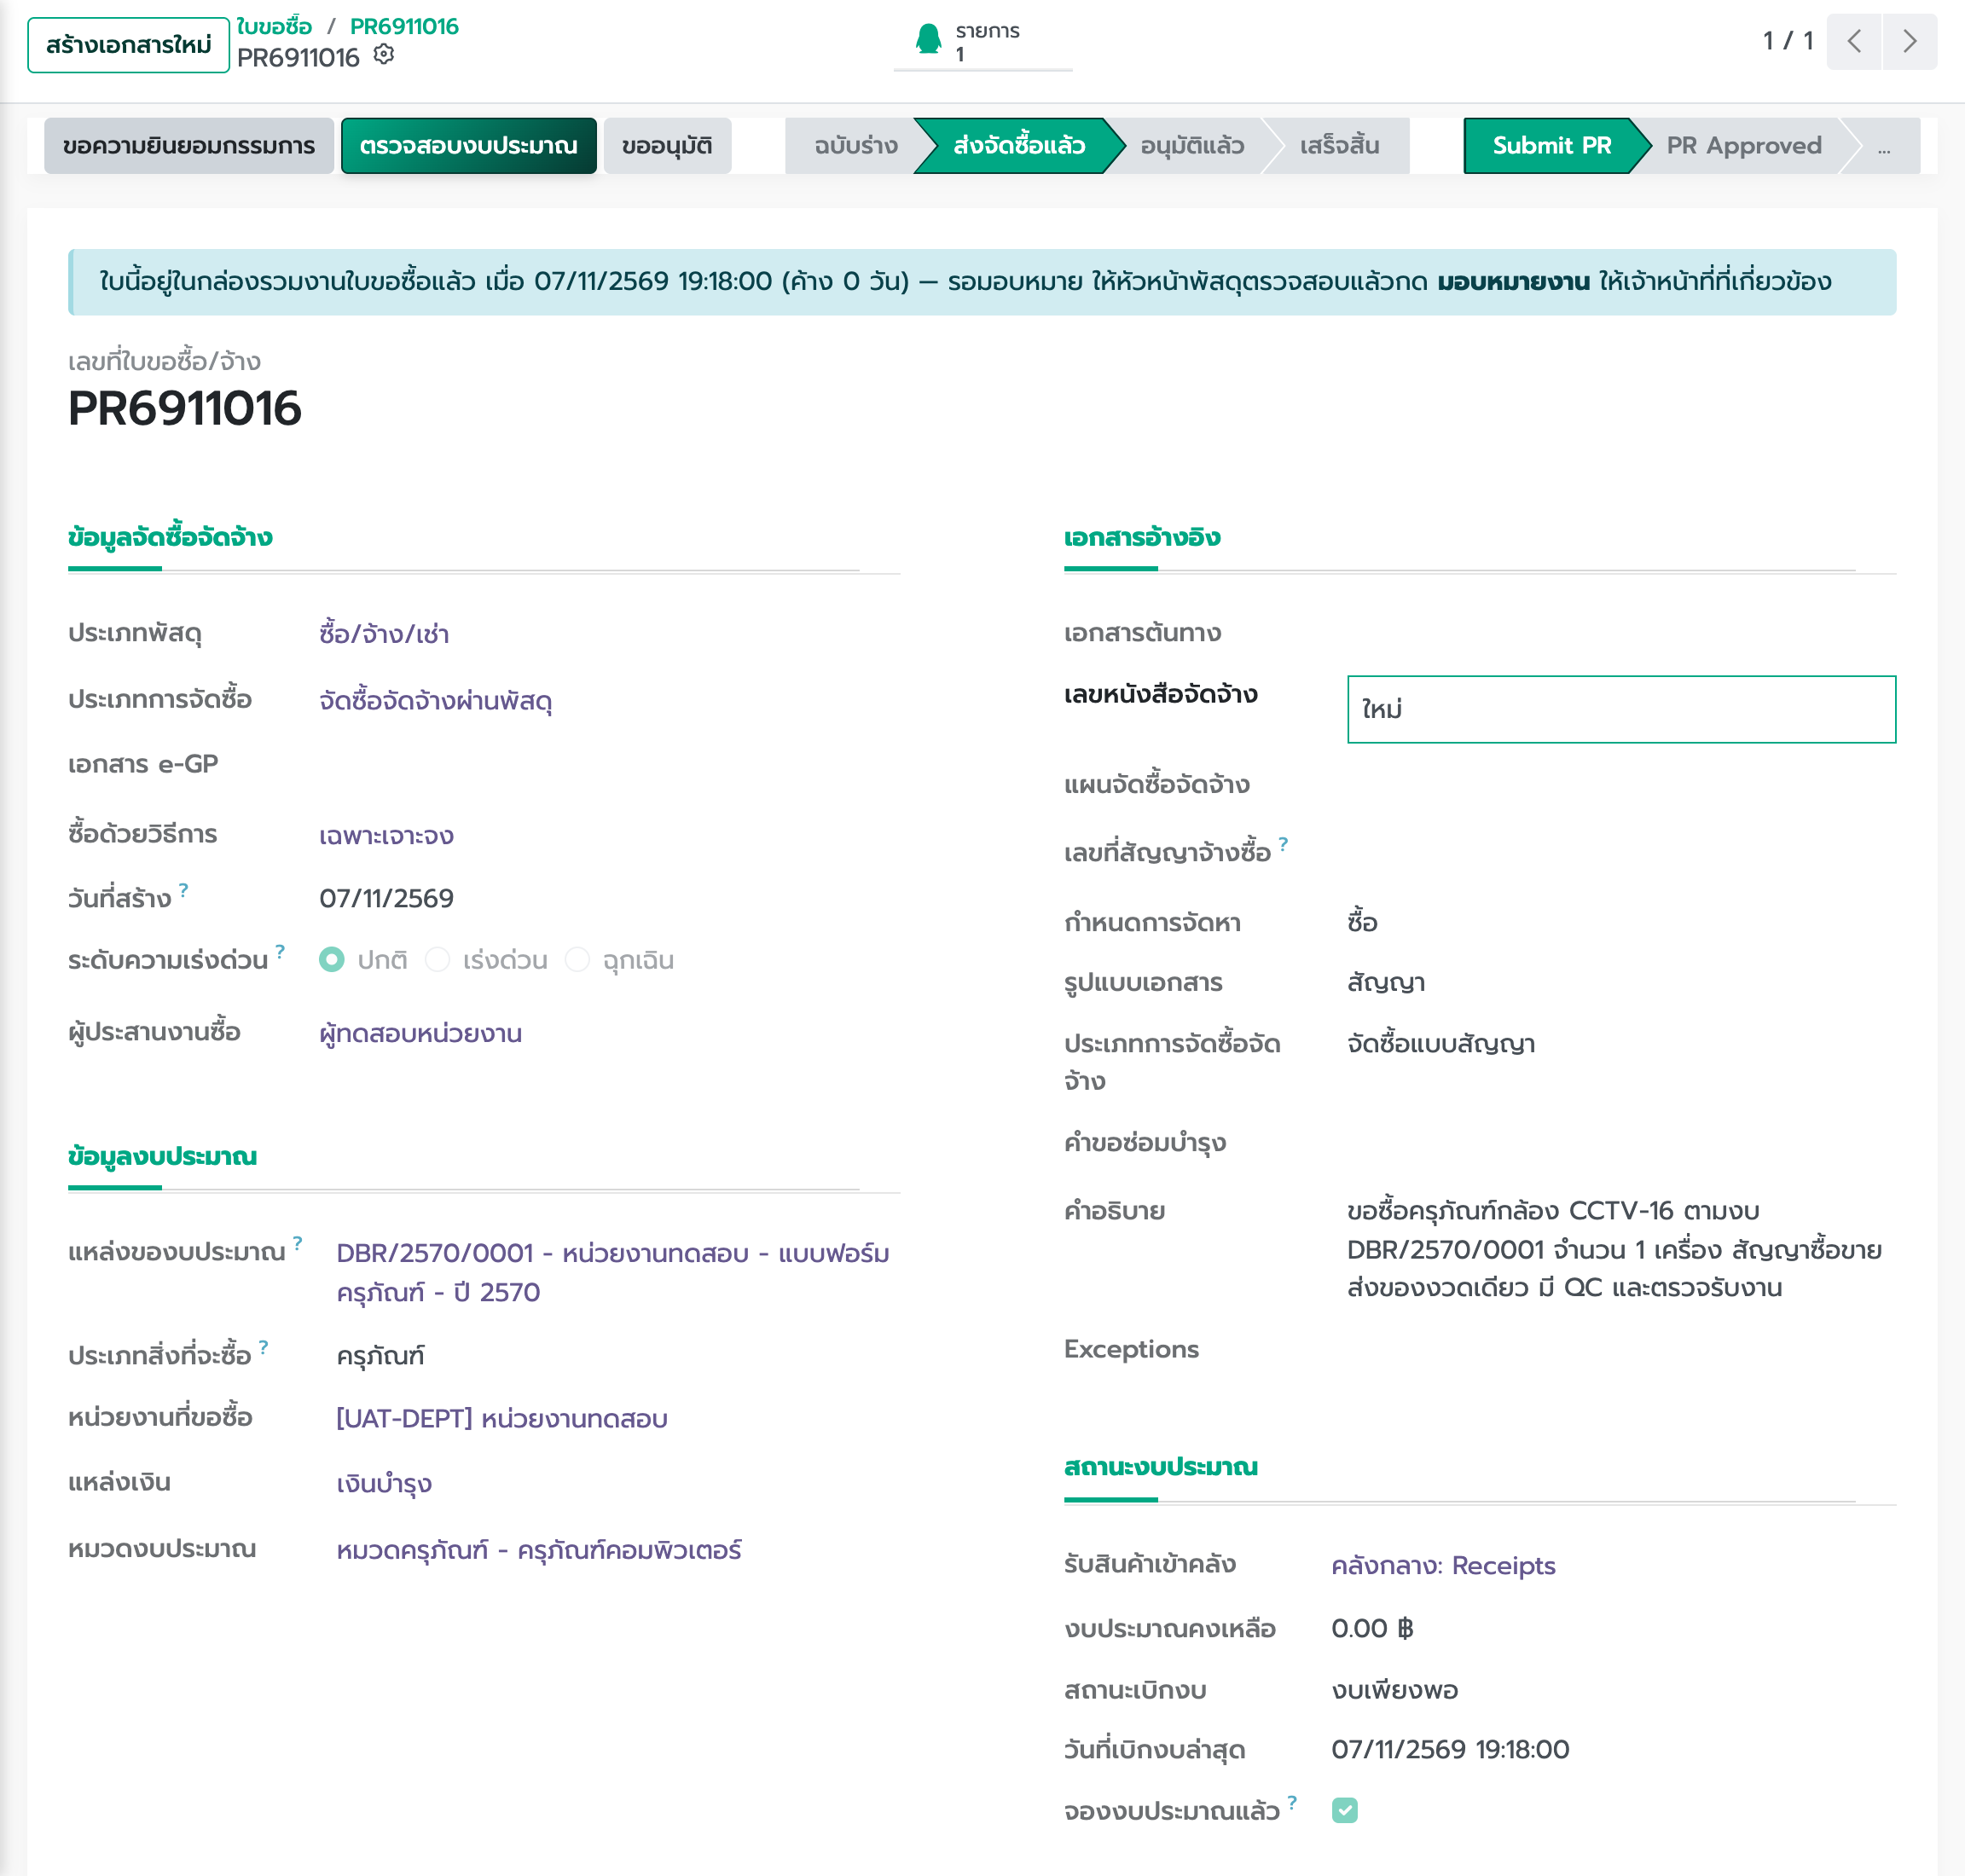 สร้างเอกสารใหม่
ใบขอซื้อ / PR6911016
PR6911016
รายการ
1
1 / 1
ขอความยินยอมกรรมการ
ตรวจสอบงบประมาณ
ขออนุมัติ
ฉบับร่าง
ส่งจัดซื้อแล้ว
อนุมัติแล้ว
เสร็จสิ้น
Submit PR
PR Approved
...
ใบนี้อยู่ในกล่องรวมงานใบขอซื้อแล้ว เมื่อ 07/11/2569 19:18:00 (ค้าง 0 วัน) — รอมอบหมาย ให้หัวหน้าพัสดุตรวจสอบแล้วกด มอบหมายงาน ให้เจ้าหน้าที่ที่เกี่ยวข้อง
เลขที่ใบขอซื้อ/จ้าง
PR6911016
ข้อมูลจัดซื้อจัดจ้าง
ประเภทพัสดุ ซื้อ/จ้าง/เช่า
ประเภทการจัดซื้อ จัดซื้อจัดจ้างผ่านพัสดุ
เอกสาร e-GP
ซื้อด้วยวิธีการ เฉพาะเจาะจง
วันที่สร้าง ? 07/11/2569
ระดับความเร่งด่วน ? ปกติ เร่งด่วน ฉุกเฉิน
ผู้ประสานงานซื้อ ผู้ทดสอบหน่วยงาน
ข้อมูลงบประมาณ
แหล่งของบประมาณ ? DBR/2570/0001 - หน่วยงานทดสอบ - แบบฟอร์ม
ครุภัณฑ์ - ปี 2570
ประเภทสิ่งที่จะซื้อ ? ครุภัณฑ์
หน่วยงานที่ขอซื้อ [UAT-DEPT] หน่วยงานทดสอบ
แหล่งเงิน เงินบำรุง
หมวดงบประมาณ หมวดครุภัณฑ์ - ครุภัณฑ์คอมพิวเตอร์
เอกสารอ้างอิง
เอกสารต้นทาง
เลขหนังสือจัดจ้าง ใหม่
แผนจัดซื้อจัดจ้าง
เลขที่สัญญาจ้างซื้อ ?
กำหนดการจัดหา ซื้อ
รูปแบบเอกสาร สัญญา
ประเภทการจัดซื้อจัด จัดซื้อแบบสัญญา
จ้าง
คำขอซ่อมบำรุง
คำอธิบาย ขอซื้อครุภัณฑ์กล้อง CCTV-16 ตามงบ
DBR/2570/0001 จำนวน 1 เครื่อง สัญญาซื้อขาย
ส่งของงวดเดียว มี QC และตรวจรับงาน
Exceptions
สถานะงบประมาณ
รับสินค้าเข้าคลัง คลังกลาง: Receipts
งบประมาณคงเหลือ 0.00 ฿
สถานะเบิกงบ งบเพียงพอ
วันที่เบิกงบล่าสุด 07/11/2569 19:18:00
จองงบประมาณแล้ว ?